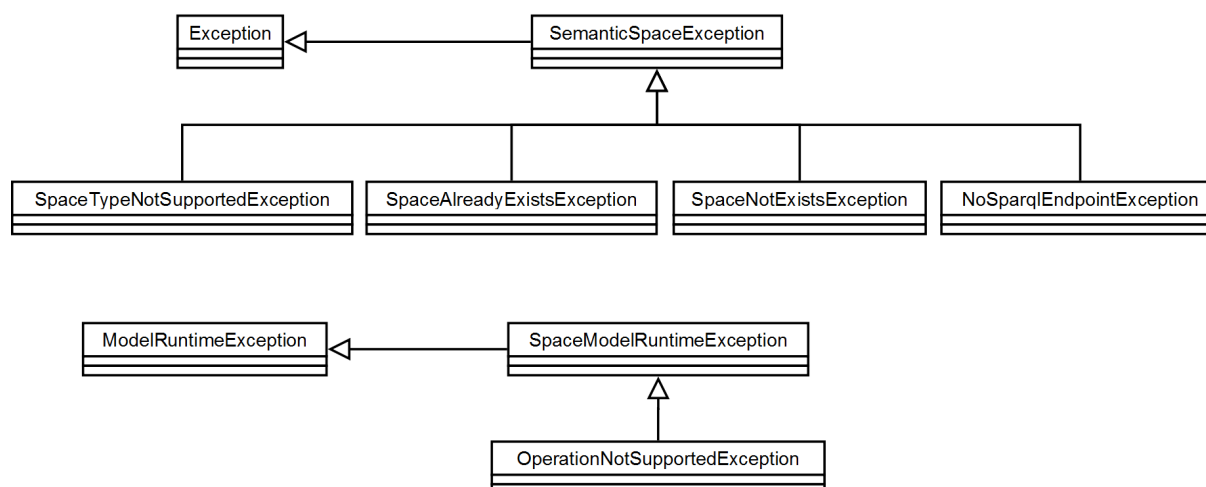 Exception
SemanticSpaceException
SpaceTypeNotSupportedException
SpaceAlreadyExistsException
SpaceNotExistsException
NoSparqlEndpointException
ModelRuntimeException
SpaceModelRuntimeException
OperationNotSupportedException